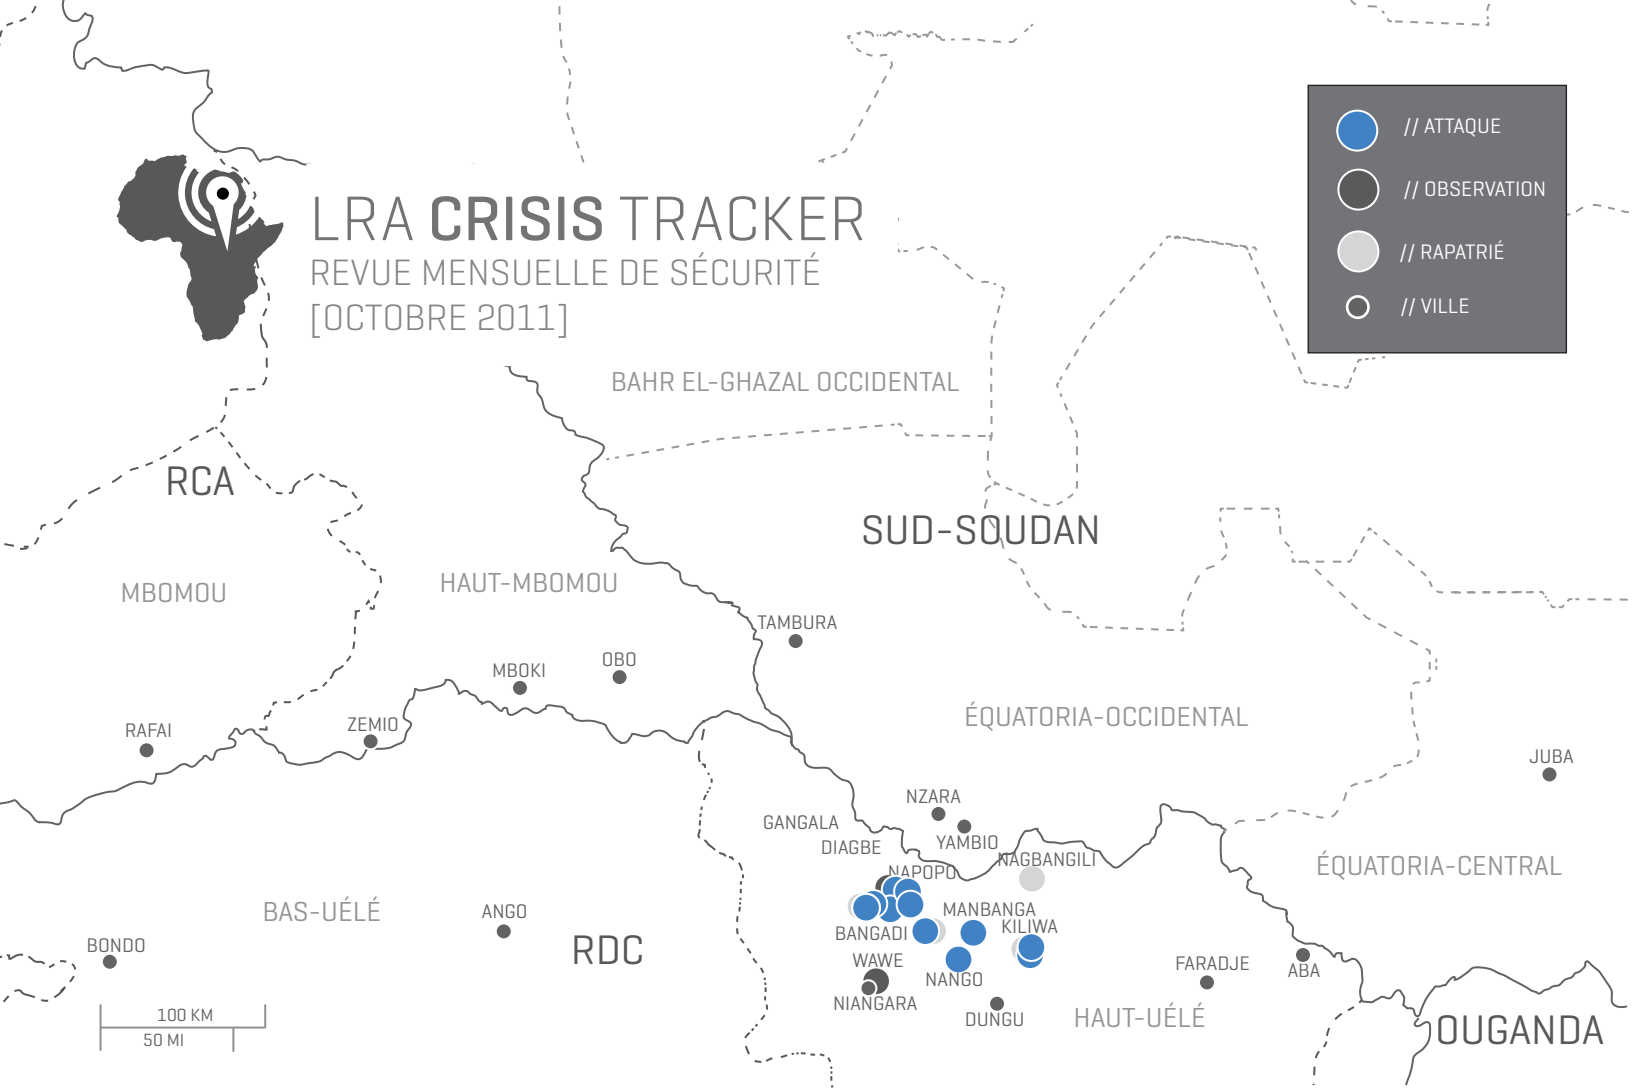 // ATTAQUE
// OBSERVATION
// RAPATRIÉ
// VILLE
LRA CRISIS TRACKER
REVUE MENSUELLE DE SÉCURITÉ
[OCTOBRE 2011]
BAHR EL-GHAZAL OCCIDENTAL
RCA
SUD-SOUDAN
MBOMOU
HAUT-MBOMOU
TAMBURA
OBO
MBOKI
ÉQUATORIA-OCCIDENTAL
RAFAI
ZEMIO
JUBA
NZARA
GANGALA
YAMBIO
DIAGBE
NAGBANGILI
ÉQUATORIA-CENTRAL
NAPOPO
BAS-UÉLÉ
ANGO
MANBANGA
KILIWA
BANGADI
BONDO
RDC
WAWE
FARADJE
ABA
NANGO
NIANGARA
DUNGU
HAUT-UÉLÉ
OUGANDA
100 KM
50 MI